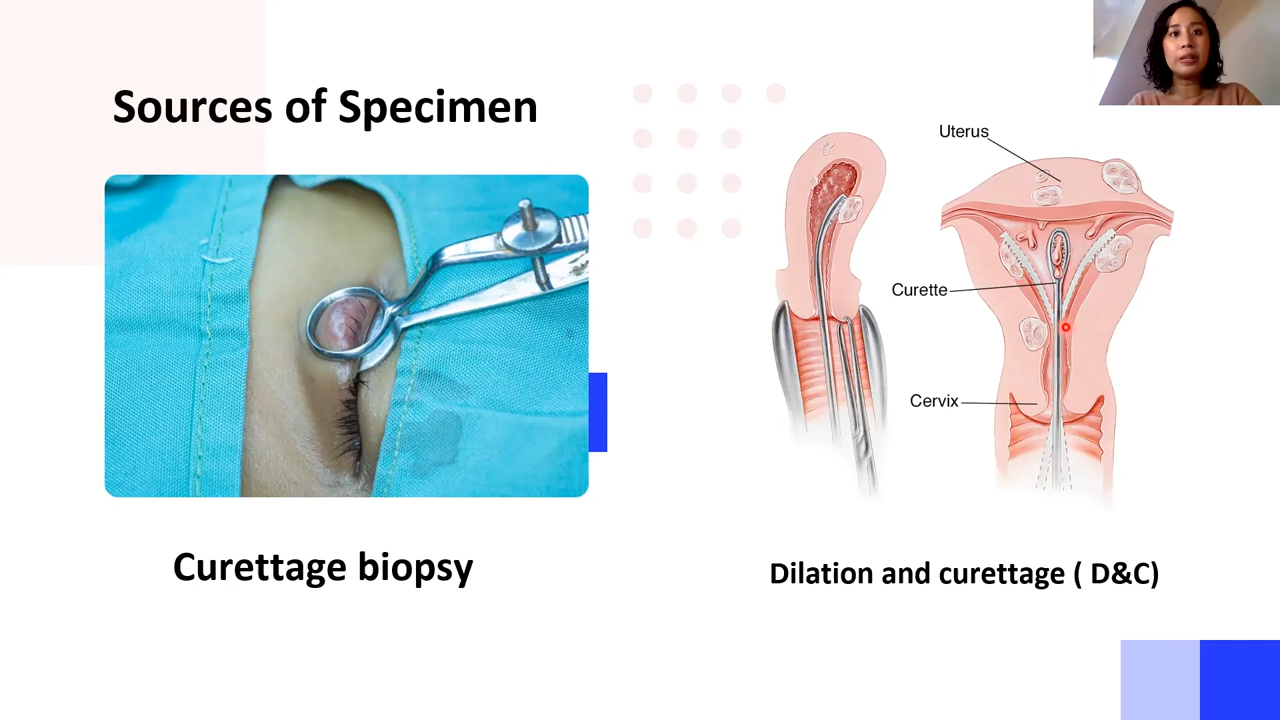 Sources of Specimen
Uterus
Curette
Cervix
Curettage biopsy
Dilation and curettage ( D&C)